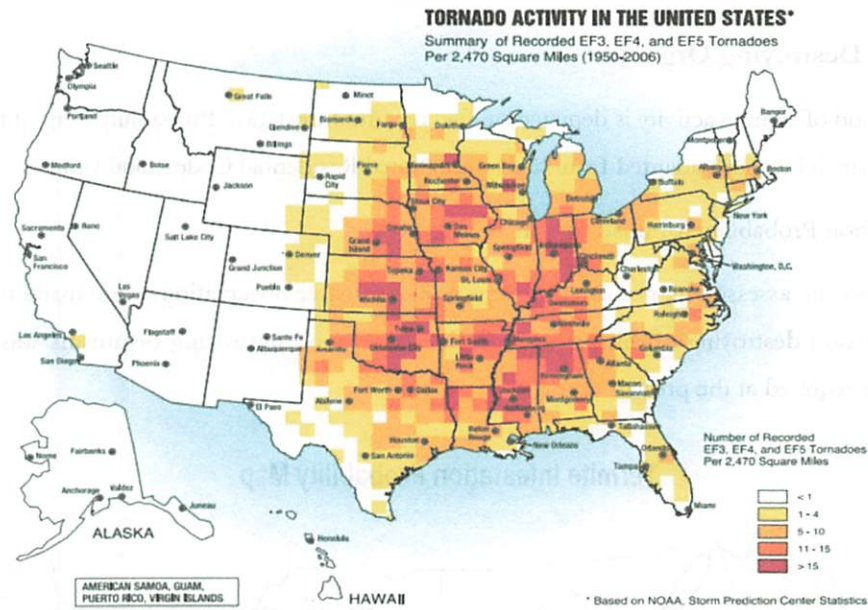 TORNADO ACTIVITY IN THE UNITED STATES*
Summary of Recorded EF3, EF4, and EF5 Tornadoes
Per 2,470 Square Miles (1950-2006)
Seattle
Olympia
Portland
Great Falls
Minot
Bismarck
Fargo
Duluth
Glendive
Billings
Medford
Boise
Jackson
Rapid
City
Pierre
Rochester
Green Bay
Milwaukee
Montpelier
Bangor
Boston
Buffalo
Detroit
Sioux City
Sacramento
Reno
San
Francisco
Salt Lake City
Grand Junction
Denver
Pueblo
Grand
Island
Omaha
Des
Moines
Chicago
Cleveland
Harrisburg
New York
Springfield
Indianapolis
Cincinnati
Washington, D.C.
Topeka
Kansas City
St. Louis
Charleston
Roanoke
Las
Vegas
Wichita
Springfield
Lexington
Owensboro
Raleigh
Los Angeles
San Diego
Flagstaff
Phoenix
Santa Fe
Albuquerque
Amarillo
Tulsa
Oklahoma City
Fort Smith
Little
Rock
Memphis
Nashville
Columbia
Atlanta
Birmingham
El Paso
Abilene
Fort Worth
Dallas
Macon
Savannah
Montgomery
Houston
Baton
Rouge
New Orleans
Tallahassee
San Antonio
Orlando
Tampa
Miami
Nome
Fairbanks
Anchorage
Valdez
Juneau
ALASKA
Honolulu
HAWAII
AMERICAN SAMOA, GUAM,
PUERTO RICO, VIRGIN ISLANDS
Number of Recorded
EF3, EF4, and EF5 Tornadoes
Per 2,470 Square Miles
< 1
1 - 4
5 - 10
11 - 15
> 15
* Based on NOAA, Storm Prediction Center Statistics